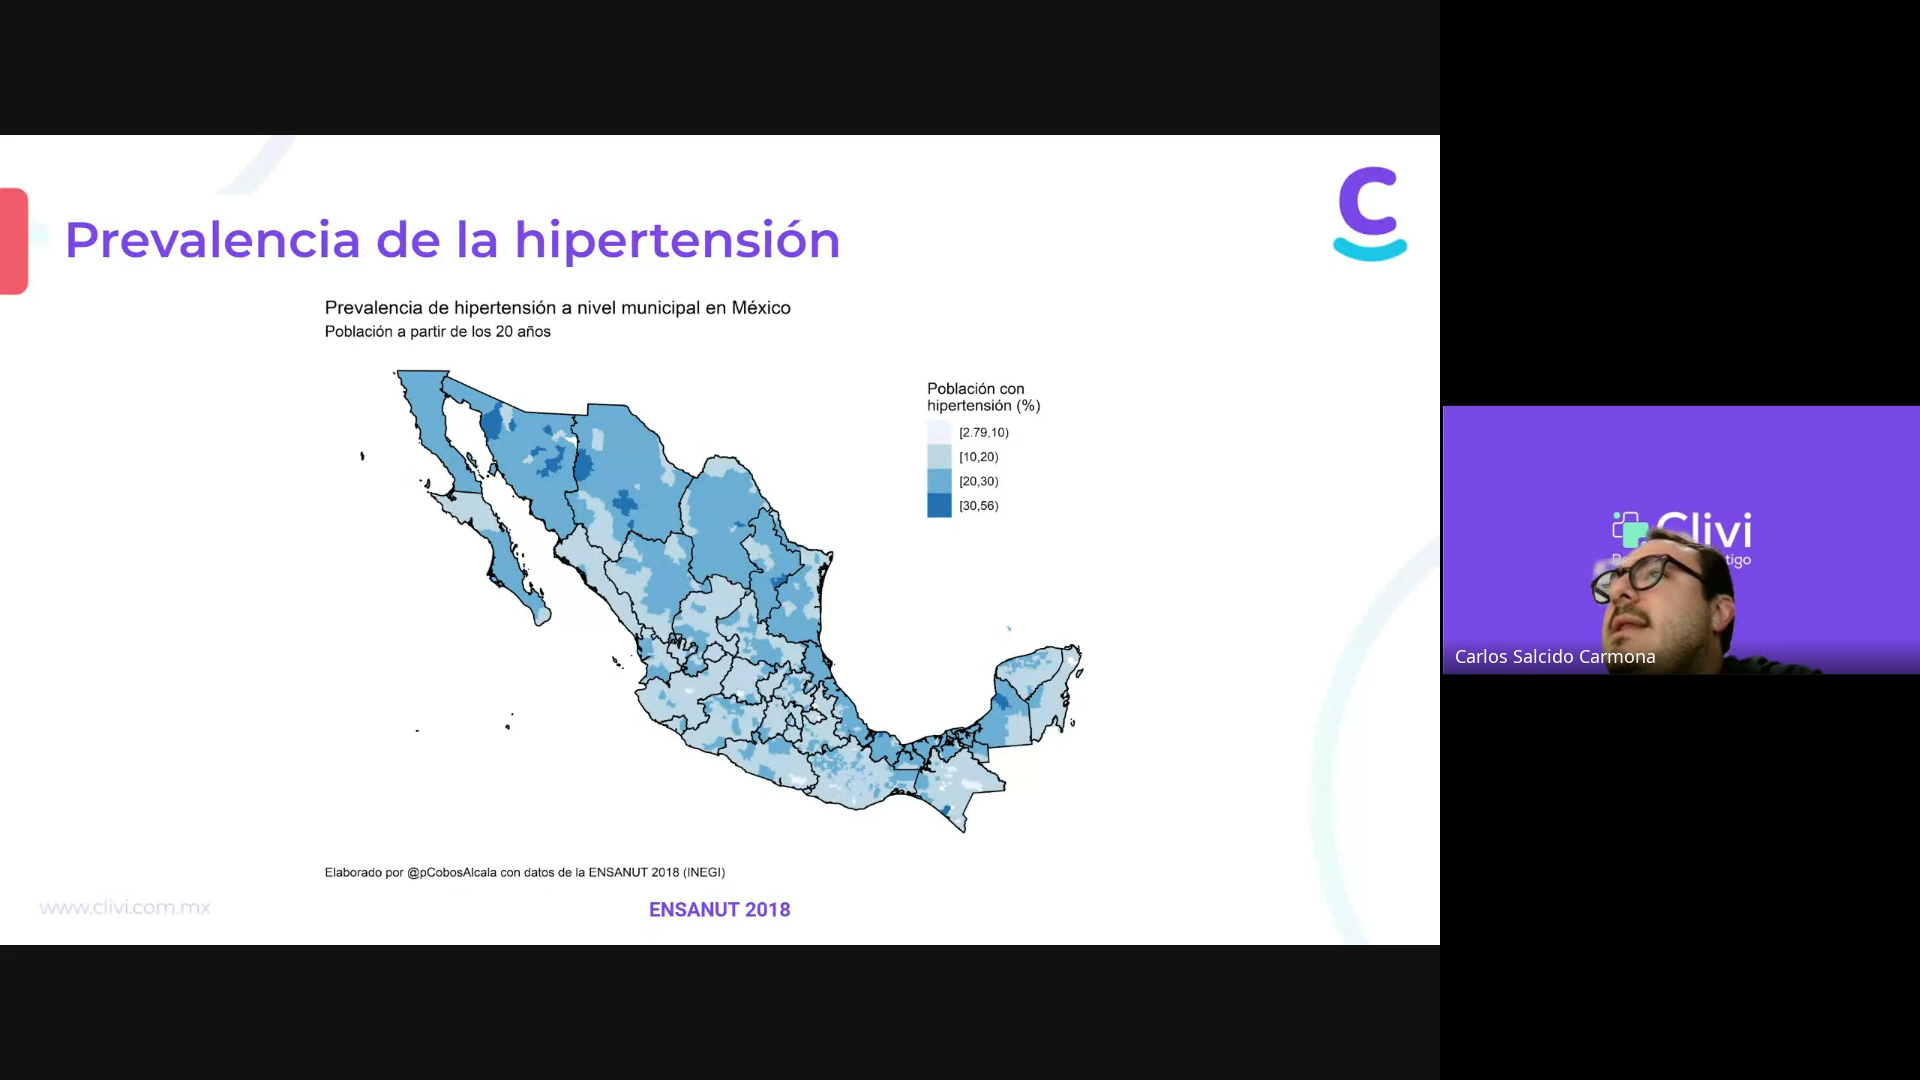 Prevalencia de la hipertensión
Prevalencia de hipertensión a nivel municipal en México
Población a partir de los 20 años
Población con
hipertensión (%)
[2.79,10)
[10,20)
[20,30)
[30,56)
Elaborado por @pCobosAlcala con datos de la ENSANUT 2018 (INEGI)
www.clivi.com.mx
ENSANUT 2018
Clivi
Carlos Salcido Carmona